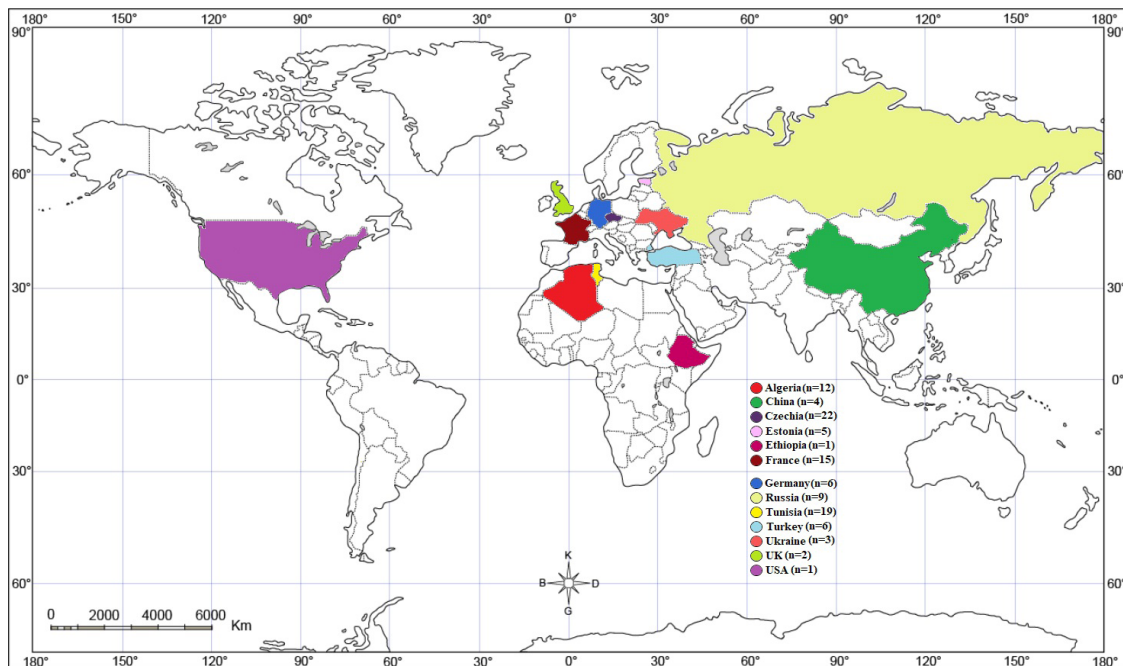 180° 150° 120° 90° 60° 30° 0° 30° 60° 90° 120° 150° 180°
90° 90°
60° 60°
30° 30°
0° 0°
30° 30°
60° 60°
Algeria (n=12)
China (n=4)
Czechia(n=22)
Estonia (n=5)
Ethiopia (n=1)
France (n=15)
Germany(n=6)
Russia (n=9)
Tunisia (n=19)
Turkey (n=6)
Ukraine (n=3)
UK (n=2)
USA (n=1)
K
B D
G
0 2000 4000 6000
Km
180° 150° 120° 90° 60° 30° 0° 30° 60° 90° 120° 150° 180°